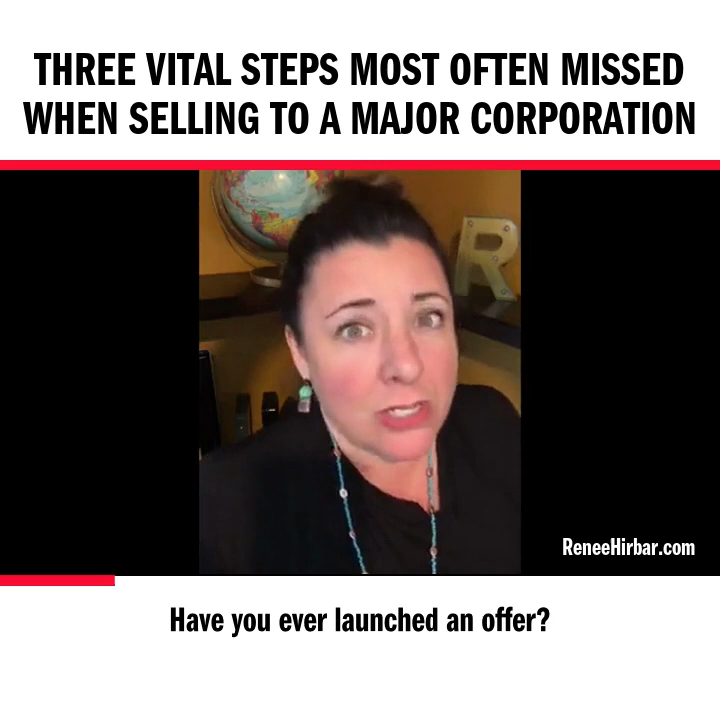 THREE VITAL STEPS MOST OFTEN MISSED
WHEN SELLING TO A MAJOR CORPORATION
R
ReneeHirbar.com
Have you ever launched an offer?